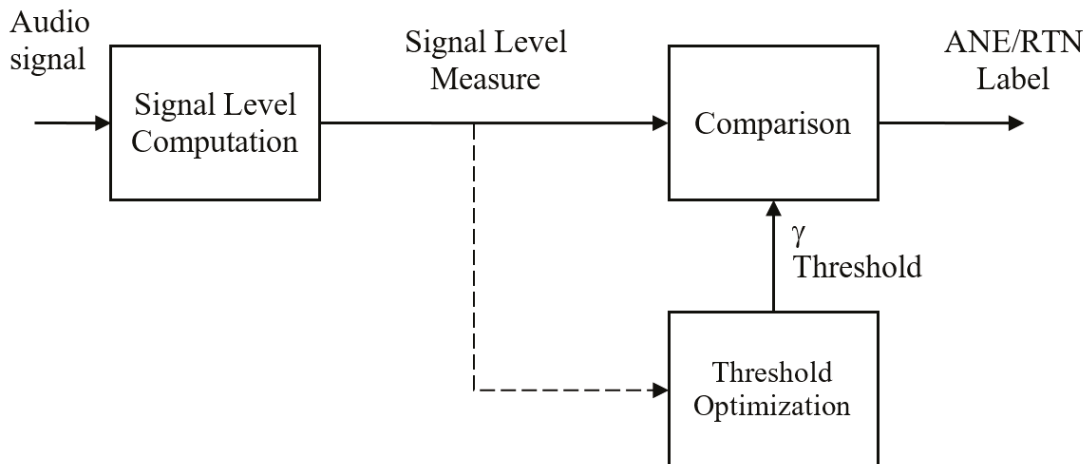 Audio
signal
Signal Level
Computation
Signal Level
Measure
Comparison
ANE/RTN
Label
γ
Threshold
Threshold
Optimization